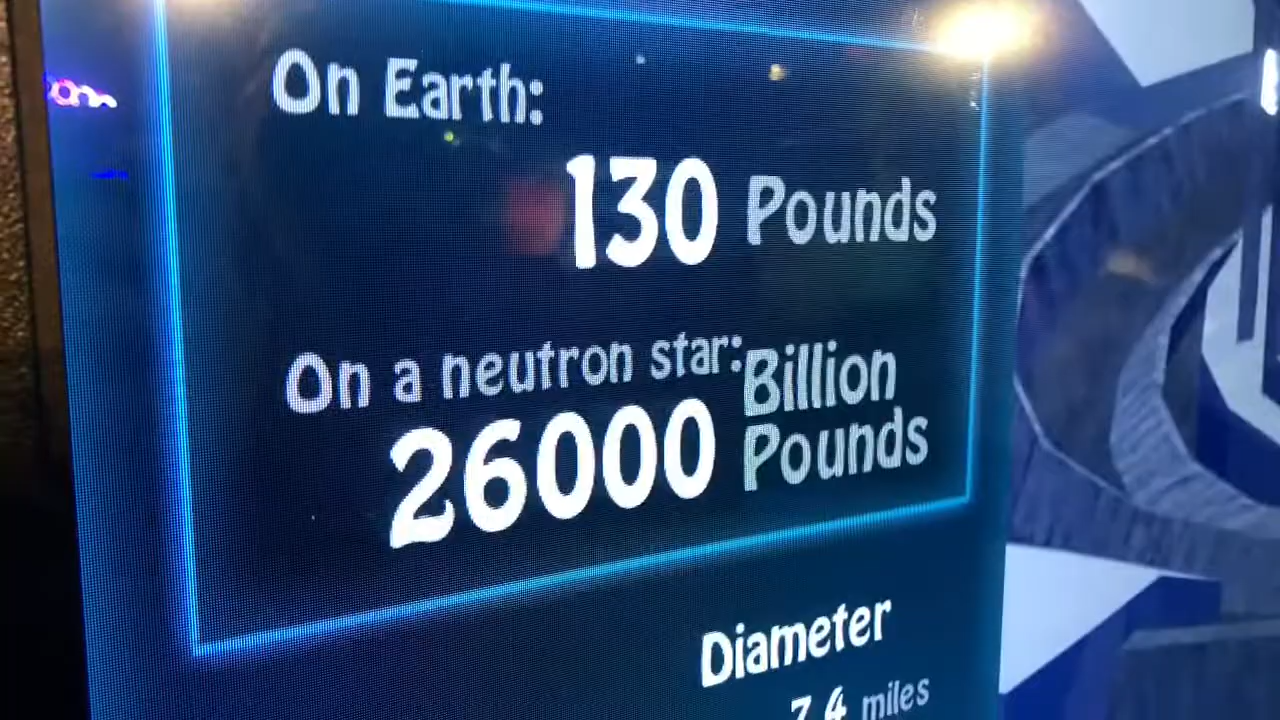 On Earth:
130 Pounds
On a neutron star:
26000 Billion
Pounds
Diameter
7.4 miles